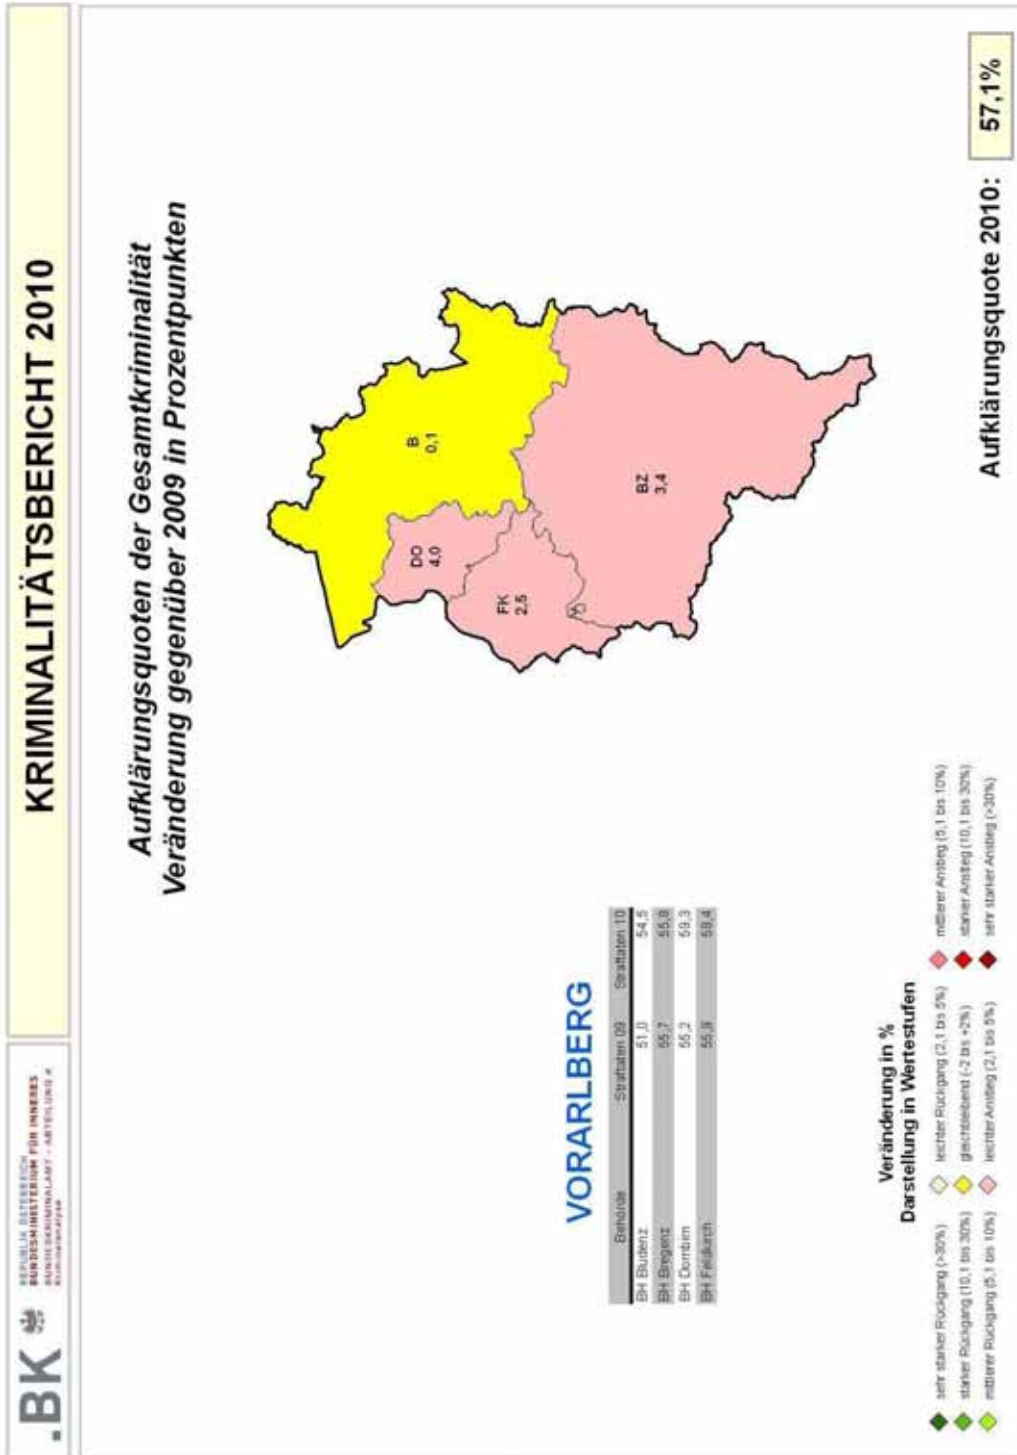 .BK
REPUBLIK ÖSTERREICH
BUNDESMINISTERIUM FÜR INNERES
BUNDESKRIMINALAMT - ABTEILUNG 4
Kriminalanalyse
KRIMINALITÄTSBERICHT 2010
Aufklärungsquoten der Gesamtkriminalität
Veränderung gegenüber 2009 in Prozentpunkten
B
0,1
DO
4,0
FK
BZ
3,4
VORARLBERG
Behörde Straftaten 09 Straftaten 10
BH Bludenz 51,0 54,5
BH Bregenz 55,7 55,8
BH Dornbirn 55,2 59,3
BH Feldkirch 55,9
Veränderung in %
Darstellung in Wertestufen
sehr starker Rückgang (>30%) leichter Rückgang (2,1 bis 5%) mittlerer Anstieg (5,1 bis 10%)
starker Rückgang (10,1 bis 30%) gleichbleibend (-2 bis +2%) starker Anstieg (10,1 bis 30%)
mittlerer Rückgang (5,1 bis 10%) leichter Anstieg (2,1 bis 5%) sehr starker Anstieg (>30%)
Aufklärungsquote 2010: 57,1%